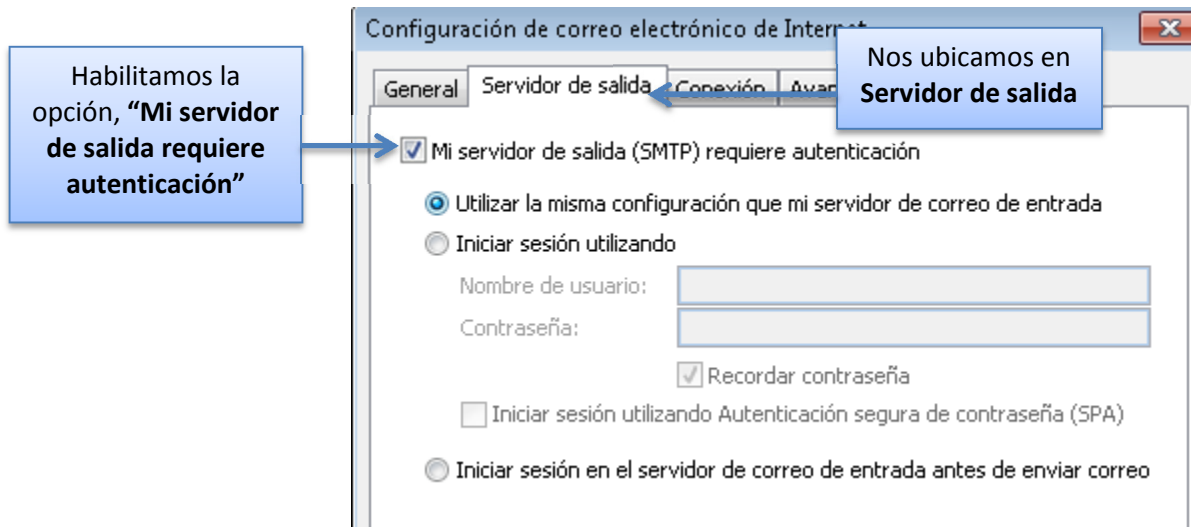 Configuración de correo electrónico de
Habilitamos la
opción, “Mi servidor
de salida requiere
autenticación”
Nos ubicamos en
Servidor de salida
General Servidor de salida Conexión
Mi servidor de salida (SMTP) requiere autenticación
Utilizar la misma configuración que mi servidor de correo de entrada
Iniciar sesión utilizando
Nombre de usuario:
Contraseña:
Recordar contraseña
Iniciar sesión utilizando Autenticación segura de contraseña (SPA)
Iniciar sesión en el servidor de correo de entrada antes de enviar correo